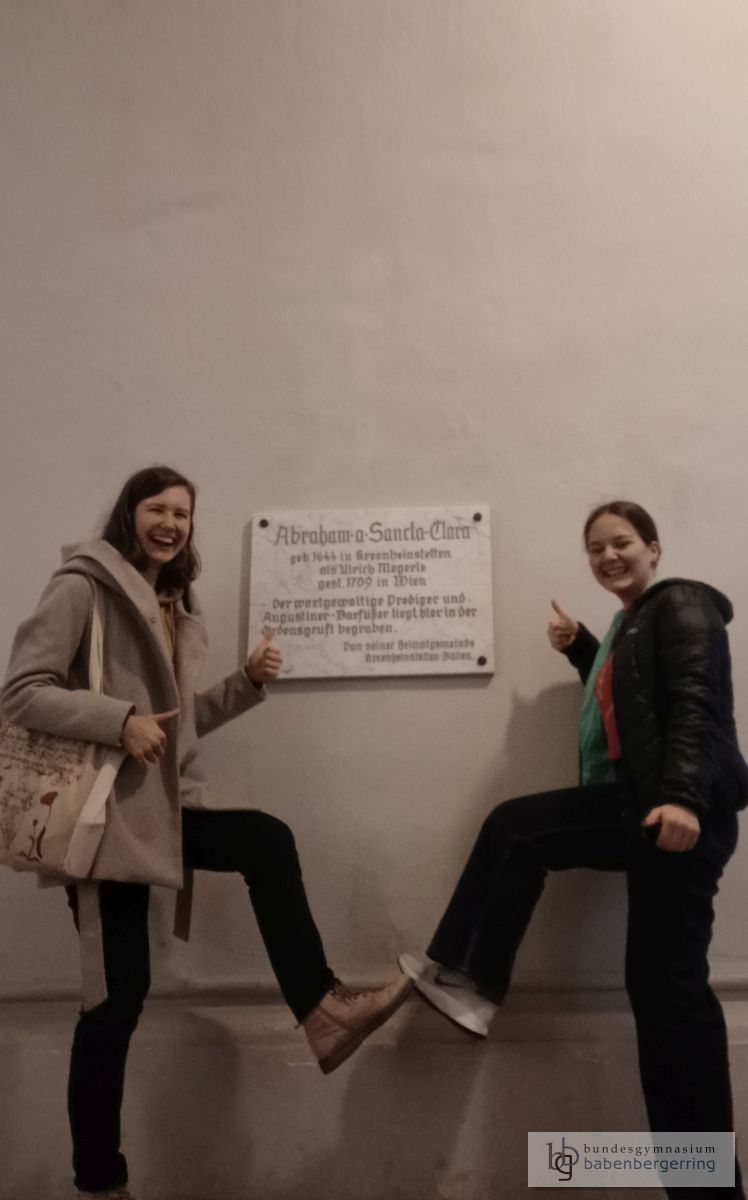 Abraham-a-Sancta-Clara
geb. 1644 in Kreenheinstetten
als Ulrich Megerle
gest. 1709 in Wien
Der wortgewaltige Prediger und
Augustiner-Barfüßer liegt hier in der
Ordensgruft begraben.
Von seiner Heimatgemeinde
Kreenheinstetten-Baden.
bundesgymnasium
babenbergerring
bbg